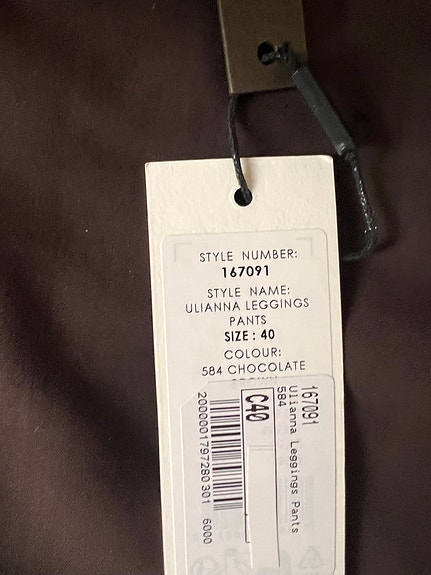 STYLE NUMBER:
167091
STYLE NAME:
ULIANNA LEGGINGS
PANTS
SIZE : 40
COLOUR:
584 CHOCOLATE
167091
Ulianna Leggings Pants
584
C40
2000001797280301 6000